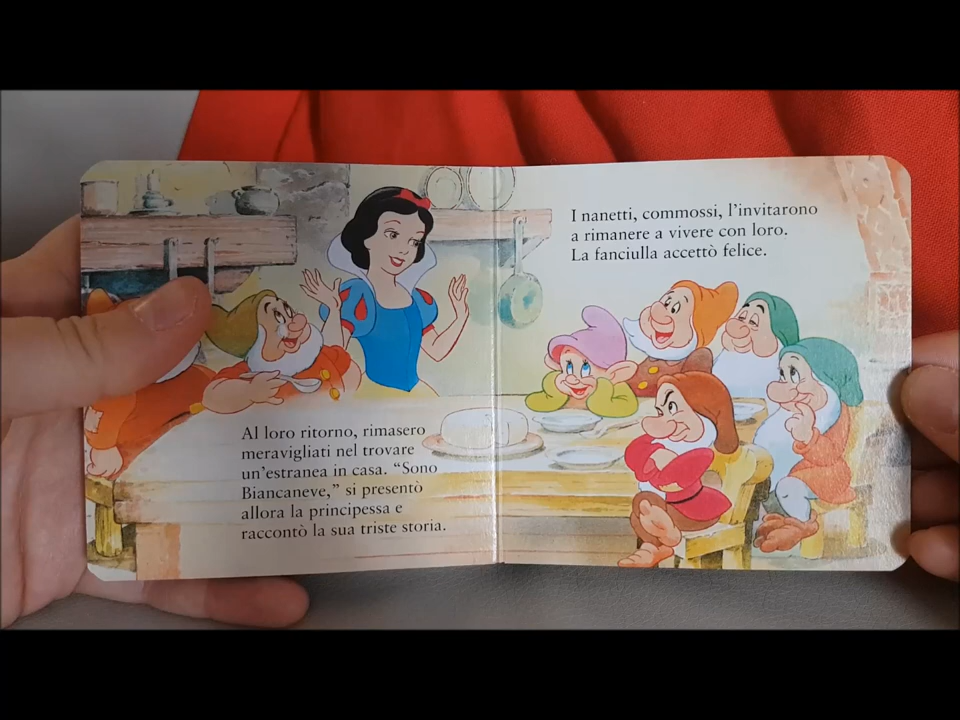 Al loro ritorno, rimasero
meravigliati nel trovare
un'estranea in casa. “Sono
Biancaneve,” si presentò
allora la principessa e
raccontò la sua triste storia.
I nanetti, commossi, l'invitarono
a rimanere a vivere con loro.
La fanciulla accettò felice.